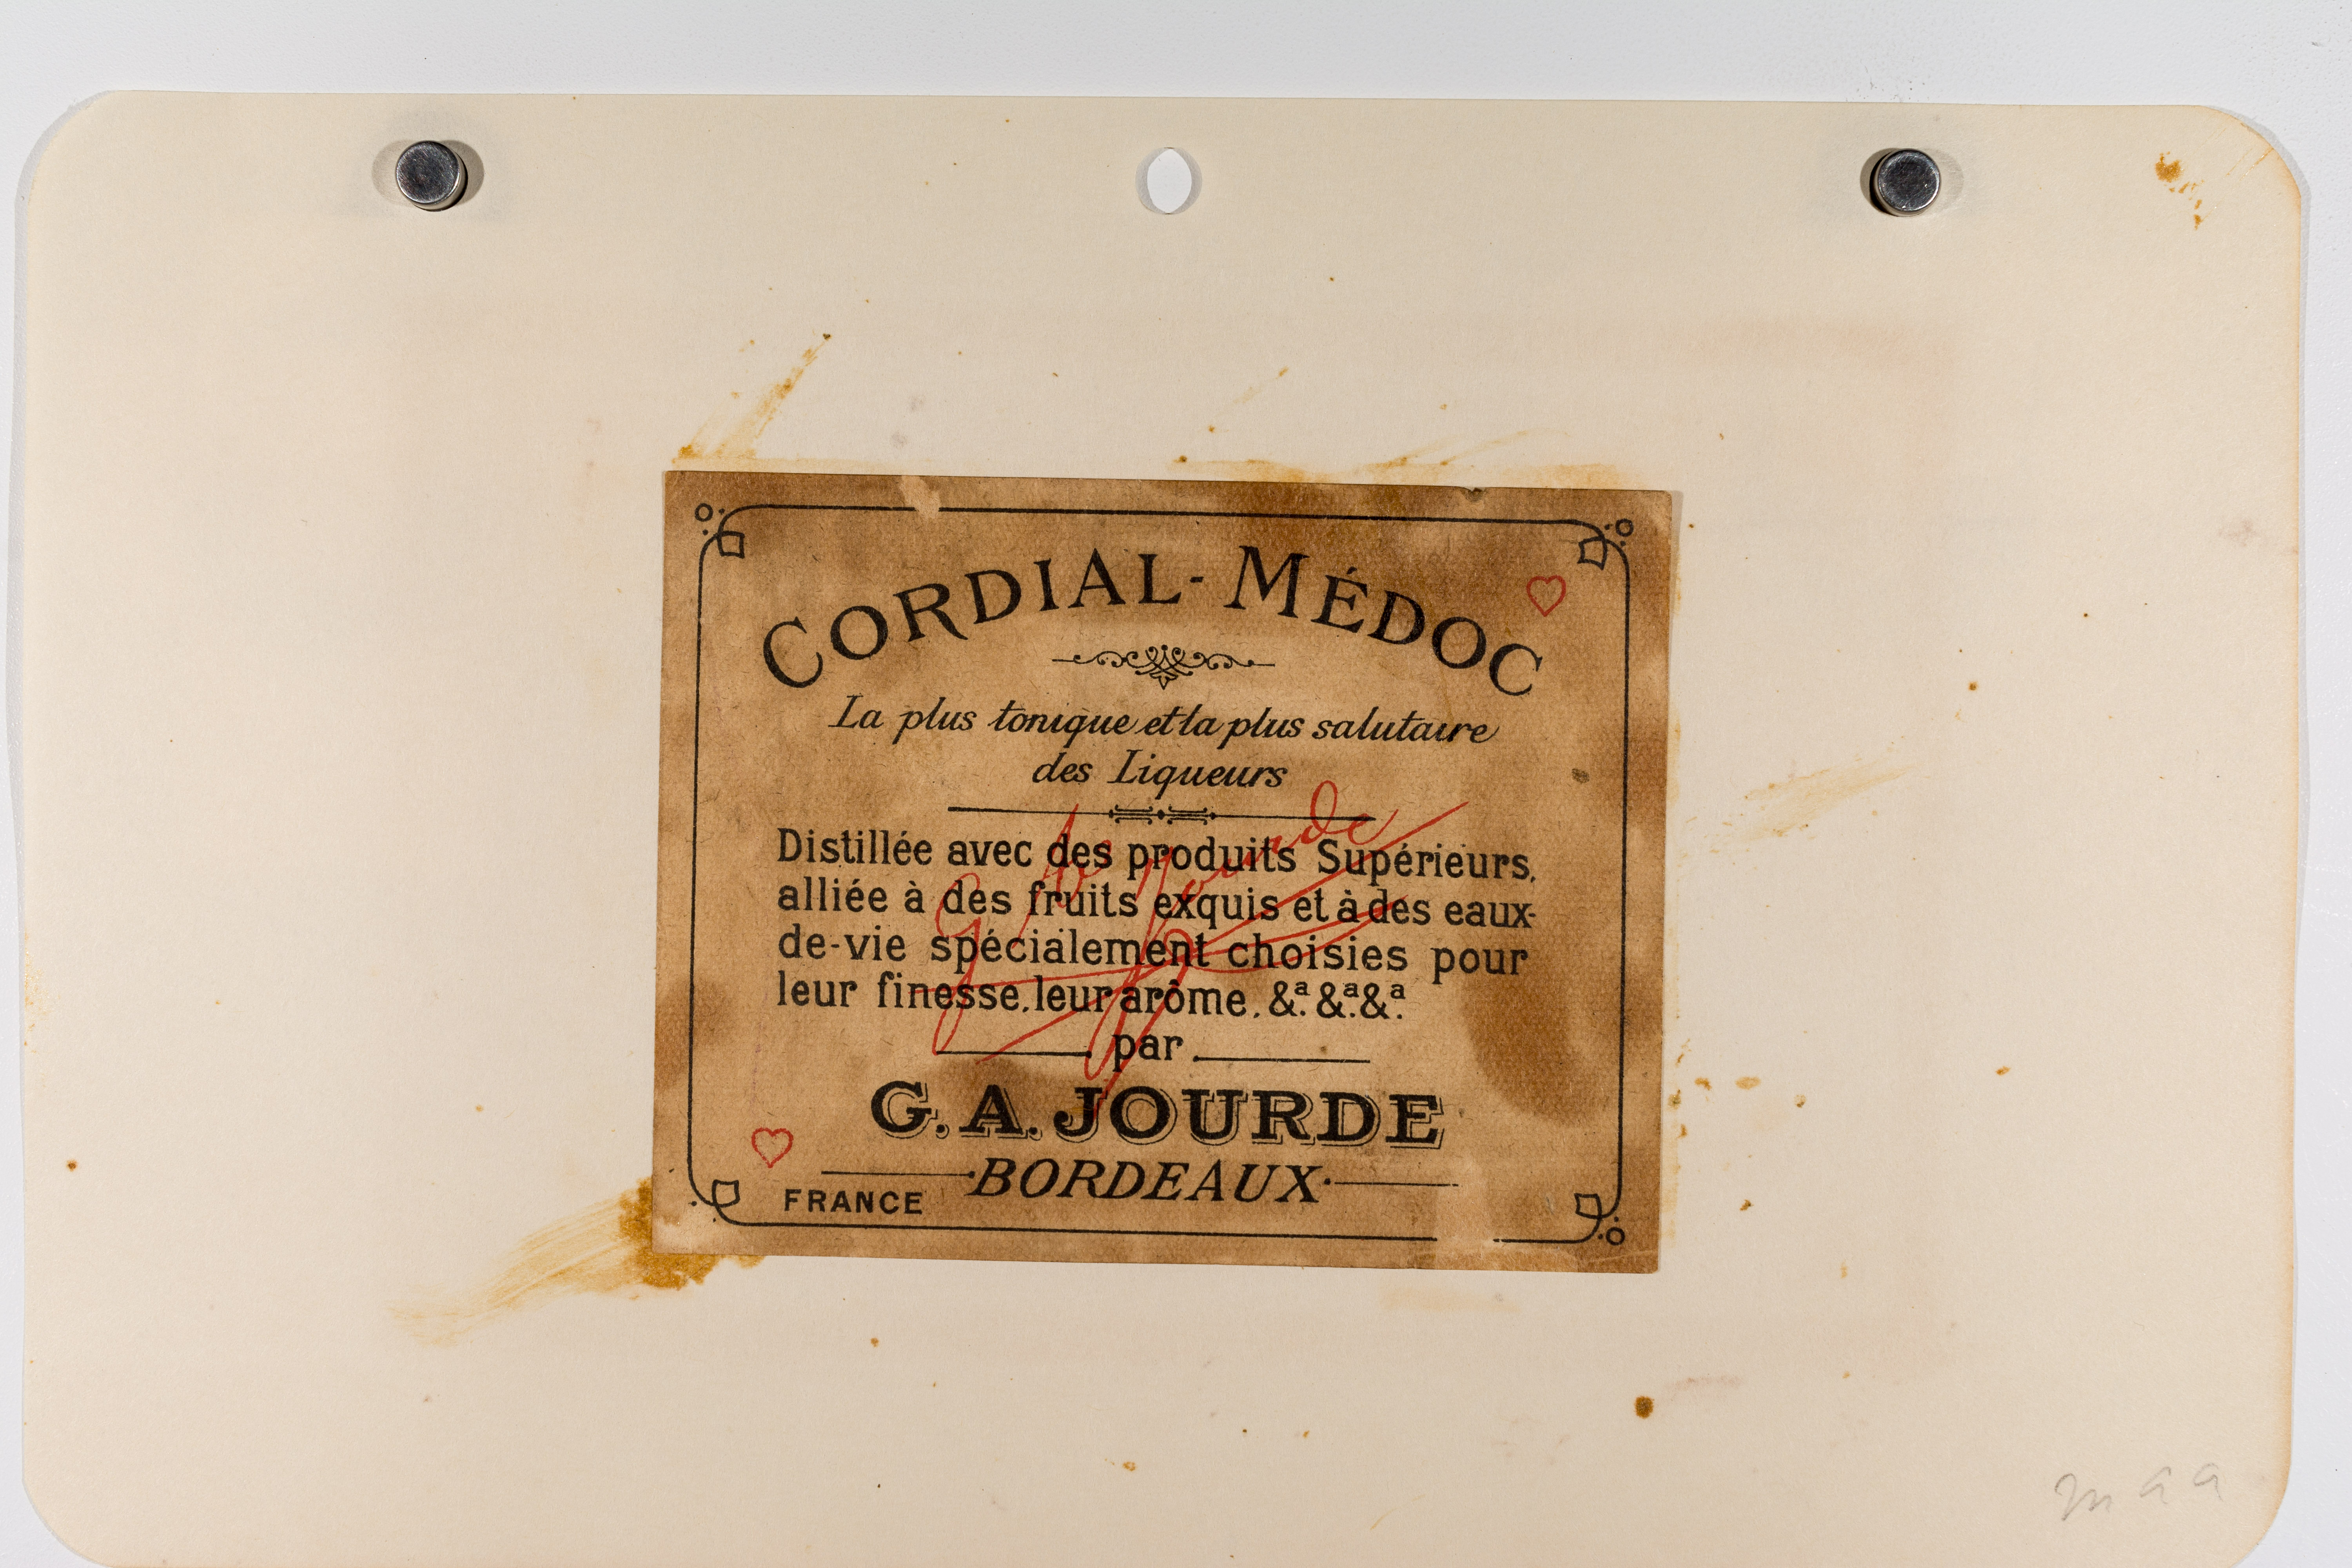 CORDIAL-MÉDOC
La plus tonique et la plus salutaire
des Liqueurs
Distillée avec des produits Supérieurs,
alliée à des fruits exquis et à des eaux-
de-vie spécialement choisies pour
leur finesse, leur arôme, &ª. &ª. &ª.
par
G. A. Jourde
G. A. JOURDE
BORDEAUX
FRANCE